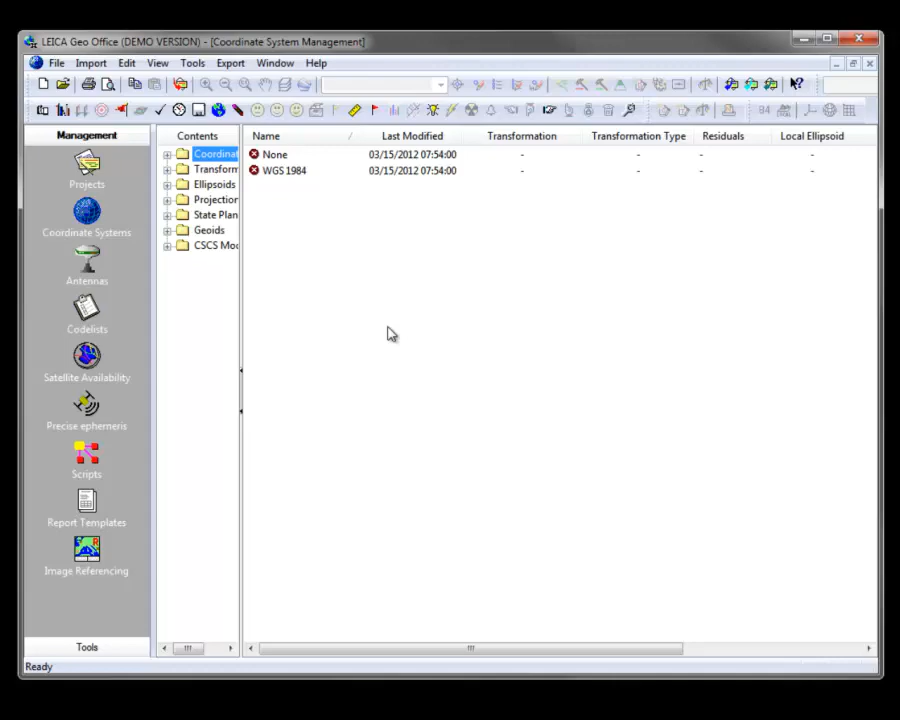 LEICA Geo Office (DEMO VERSION) - [Coordinate System Management]
File Import Edit View Tools Export Window Help
Management
Projects
Coordinate Systems
Antennas
Codelists
Satellite Availability
Precise ephemeris
Scripts
Report Templates
Image Referencing
Tools
Contents
Coordinat
Transform
Ellipsoids
Projection
State Plan
Geoids
CSCS Moc
Name Last Modified Transformation Transformation Type Residuals Local Ellipsoid
None 03/15/2012 07:54:00 - - - -
WGS 1984 03/15/2012 07:54:00 - - - -
Ready